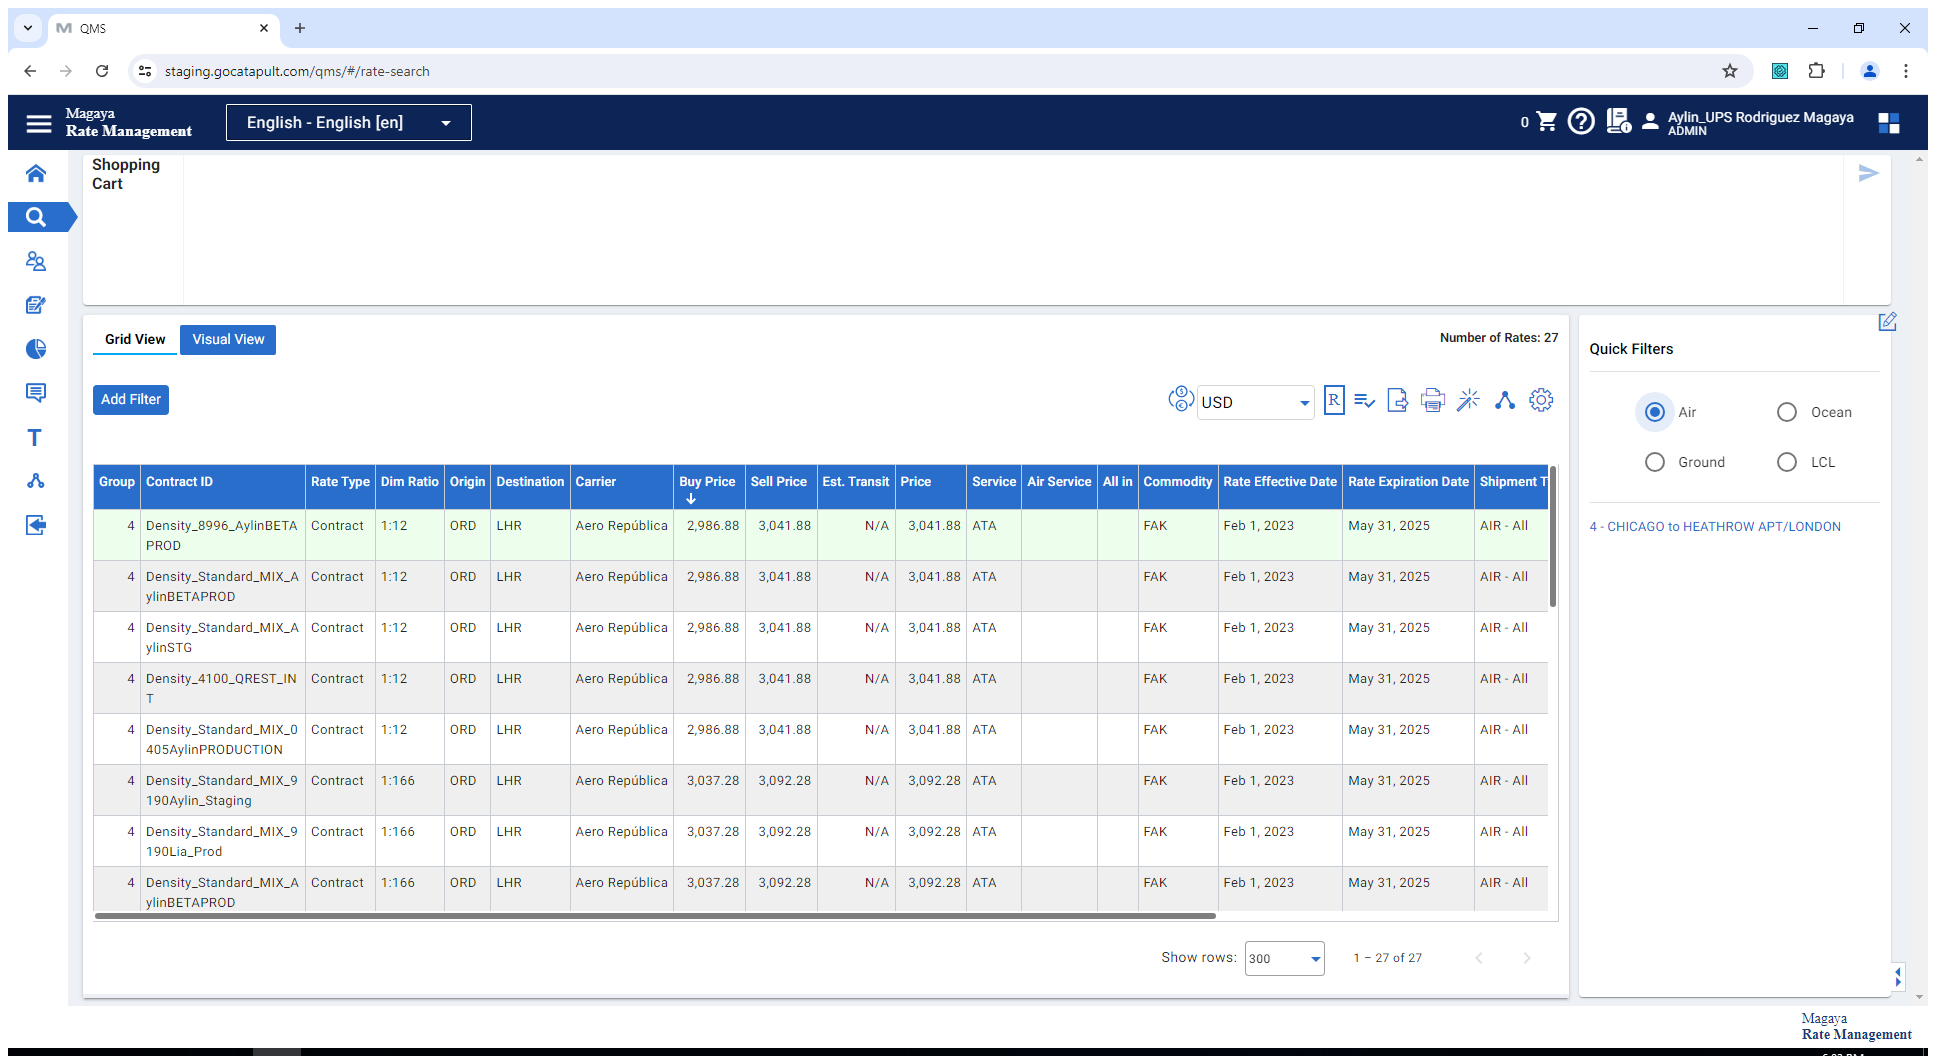 QMS
staging.gocatapult.com/qms/#/rate-search
Magaya
Rate Management
English - English [en]
0
Aylin_UPS Rodriguez Magaya
ADMIN
Shopping
Cart
Grid View
Visual View
Number of Rates: 27
Add Filter
USD
R
Group Contract ID Rate Type Dim Ratio Origin Destination Carrier Buy Price Sell Price Est. Transit Price Service Air Service All in Commodity Rate Effective Date Rate Expiration Date Shipment T
4 Density_8996_AylinBETA Contract 1:12 ORD LHR Aero República 2,986.88 3,041.88 N/A 3,041.88 ATA FAK Feb 1, 2023 May 31, 2025 AIR - All
PROD
4 Density_Standard_MIX_A Contract 1:12 ORD LHR Aero República 2,986.88 3,041.88 N/A 3,041.88 ATA FAK Feb 1, 2023 May 31, 2025 AIR - All
ylinBETAPROD
4 Density_Standard_MIX_A Contract 1:12 ORD LHR Aero República 2,986.88 3,041.88 N/A 3,041.88 ATA FAK Feb 1, 2023 May 31, 2025 AIR - All
ylinSTG
4 Density_4100_QREST_IN Contract 1:12 ORD LHR Aero República 2,986.88 3,041.88 N/A 3,041.88 ATA FAK Feb 1, 2023 May 31, 2025 AIR - All
T
4 Density_Standard_MIX_0 Contract 1:12 ORD LHR Aero República 2,986.88 3,041.88 N/A 3,041.88 ATA FAK Feb 1, 2023 May 31, 2025 AIR - All
405AylinPRODUCTION
4 Density_Standard_MIX_9 Contract 1:166 ORD LHR Aero República 3,037.28 3,092.28 N/A 3,092.28 ATA FAK Feb 1, 2023 May 31, 2025 AIR - All
190Aylin_Staging
4 Density_Standard_MIX_9 Contract 1:166 ORD LHR Aero República 3,037.28 3,092.28 N/A 3,092.28 ATA FAK Feb 1, 2023 May 31, 2025 AIR - All
190Lia_Prod
4 Density_Standard_MIX_A Contract 1:166 ORD LHR Aero República 3,037.28 3,092.28 N/A 3,092.28 ATA FAK Feb 1, 2023 May 31, 2025 AIR - All
ylinBETAPROD
Show rows: 300 1 – 27 of 27
Quick Filters
Air Ocean
Ground LCL
4 - CHICAGO to HEATHROW APT/LONDON
Magaya
Rate Management